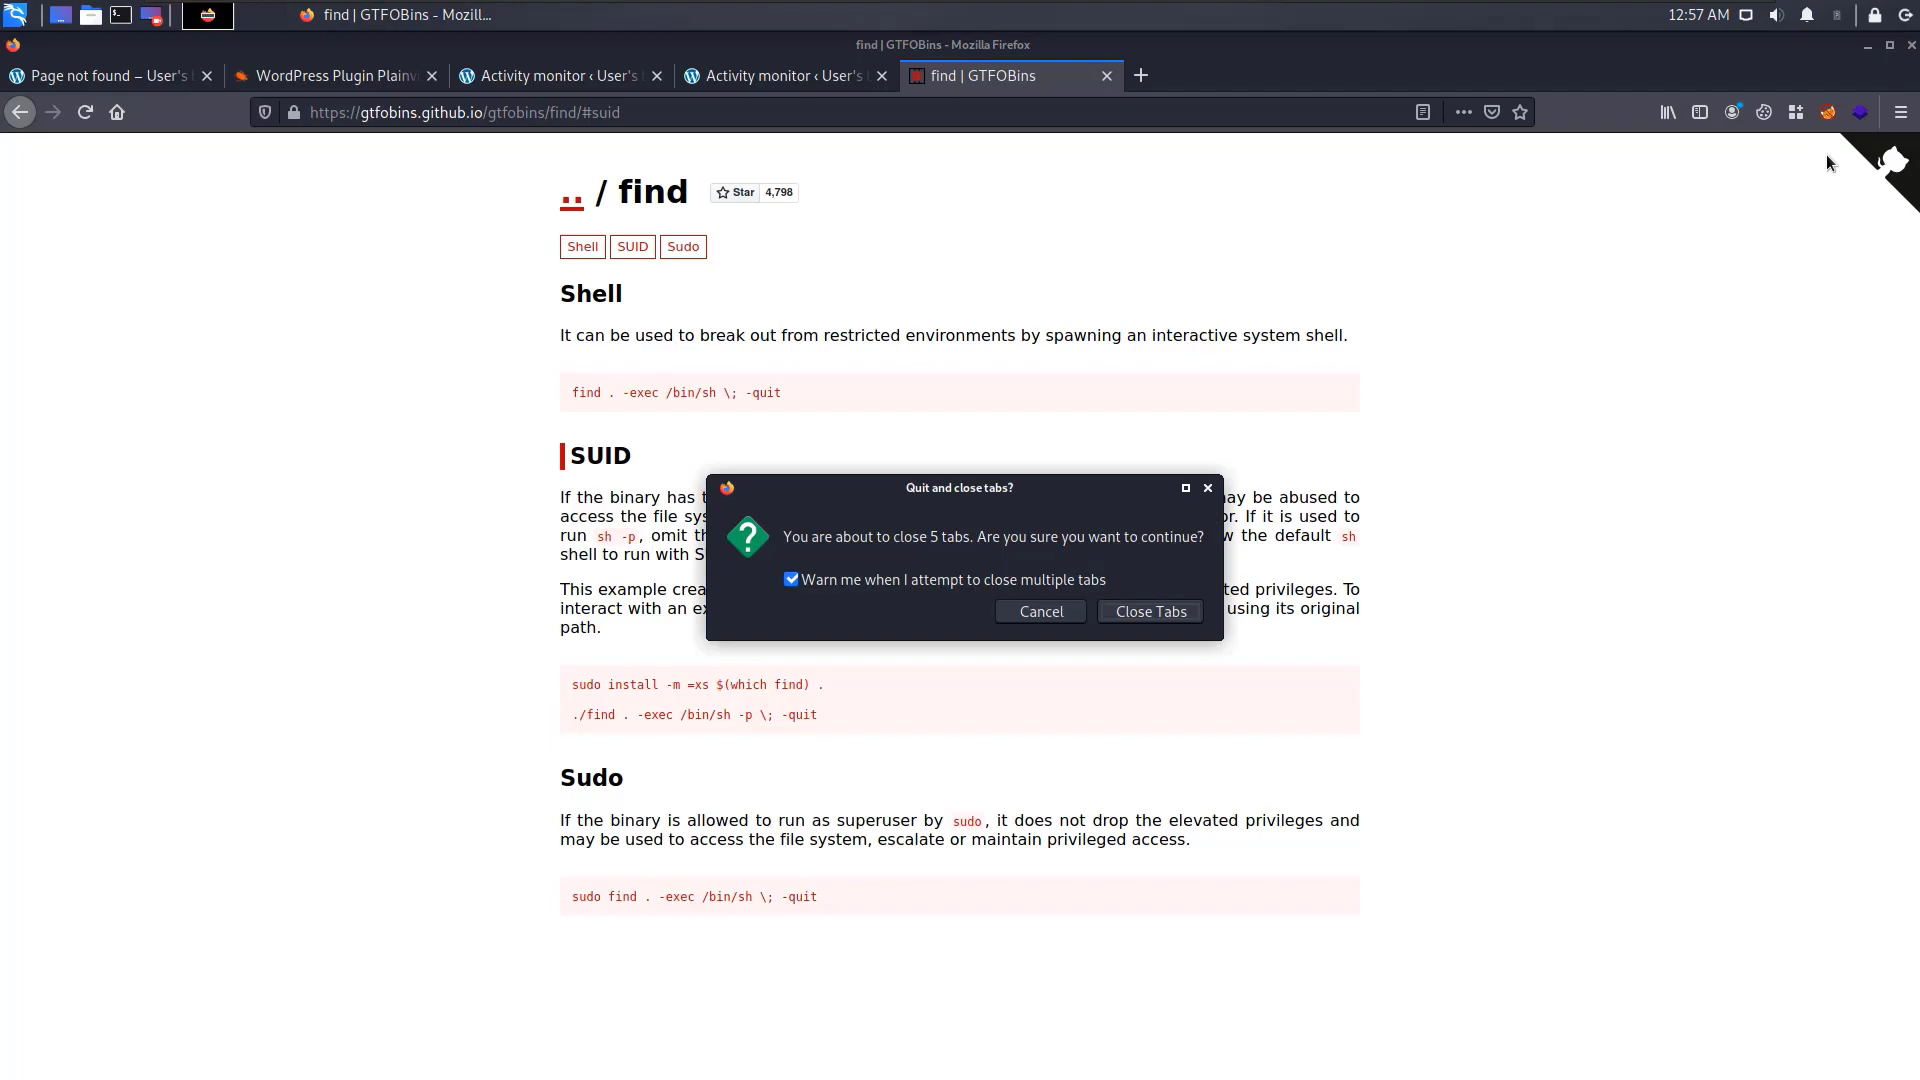 find | GTFOBins - Mozill...
12:57 AM
find | GTFOBins - Mozilla Firefox
Page not found – User's
WordPress Plugin Plainv
Activity monitor ‹ User's
Activity monitor ‹ User's
find | GTFOBins
https://gtfobins.github.io/gtfobins/find/#suid
.. / find
Star 4,798
Shell SUID Sudo
Shell
It can be used to break out from restricted environments by spawning an interactive system shell.
find . -exec /bin/sh \; -quit
SUID
If the binary has
ay be abused to
access the file sys
or. If it is used to
run sh -p, omit th
w the default sh
shell to run with S
Quit and close tabs?
You are about to close 5 tabs. Are you sure you want to continue?
Warn me when I attempt to close multiple tabs
Cancel Close Tabs
This example crea
ted privileges. To
interact with an ex
using its original
path.
sudo install -m =xs $(which find) .
./find . -exec /bin/sh -p \; -quit
Sudo
If the binary is allowed to run as superuser by sudo, it does not drop the elevated privileges and
may be used to access the file system, escalate or maintain privileged access.
sudo find . -exec /bin/sh \; -quit